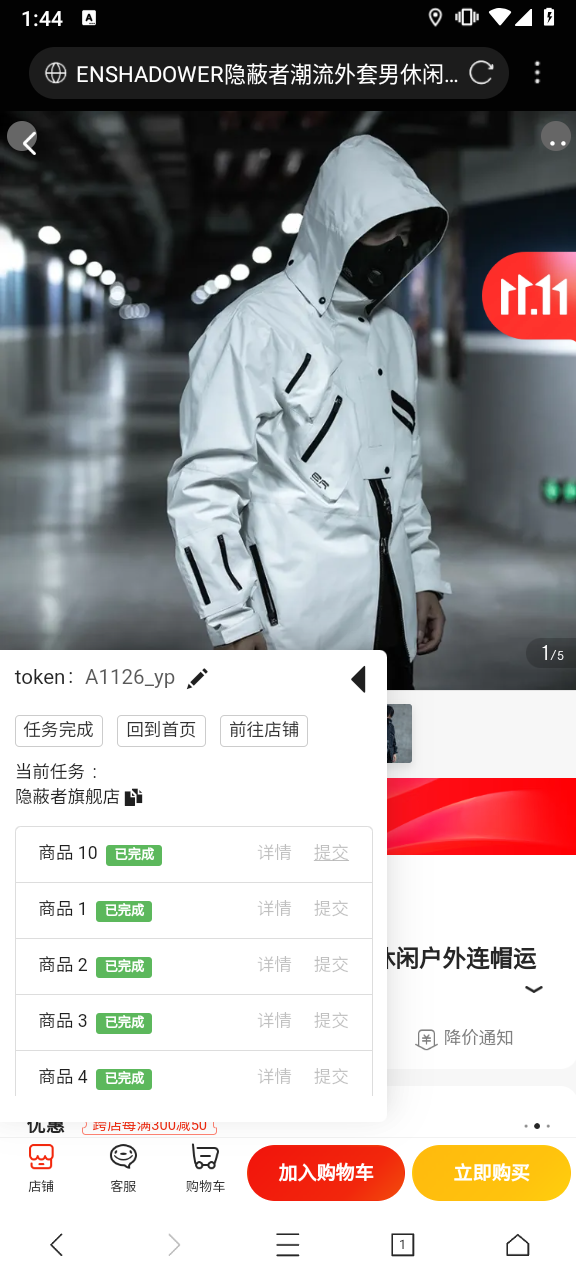 1:44
A
ENSHADOWER隐蔽者潮流外套男休闲...
11.11
1/5
token: A1126_yp
任务完成 回到首页 前往店铺
当前任务 :
隐蔽者旗舰店
商品 10 已完成 详情 提交
商品 1 已完成 详情 提交
商品 2 已完成 详情 提交
休闲户外连帽运
商品 3 已完成 详情 提交
降价通知
商品 4 已完成 详情 提交
优惠 跨店每满300减50
店铺 客服 购物车 加入购物车 立即购买
1